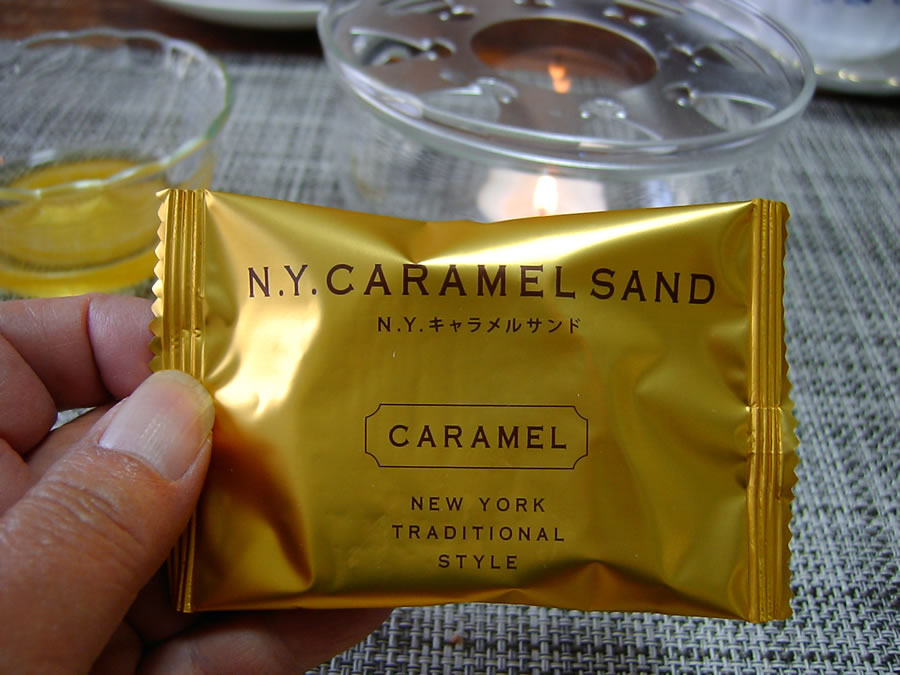 N.Y. CARAMEL SAND
N.Y.キャラメルサンド
CARAMEL
NEW YORK
TRADITIONAL
STYLE